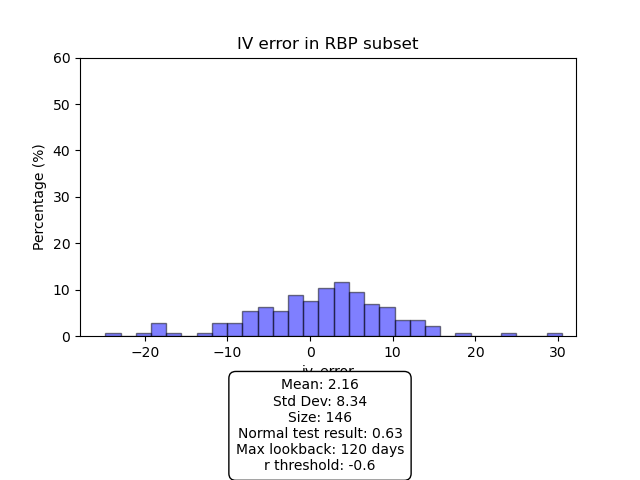 IV error in RBP subset
60
50
40
30
20
10
0
Percentage (%)
−20
−10
0
10
20
30
iv_error
Mean: 2.16
Std Dev: 8.34
Size: 146
Normal test result: 0.63
Max lookback: 120 days
r threshold: -0.6